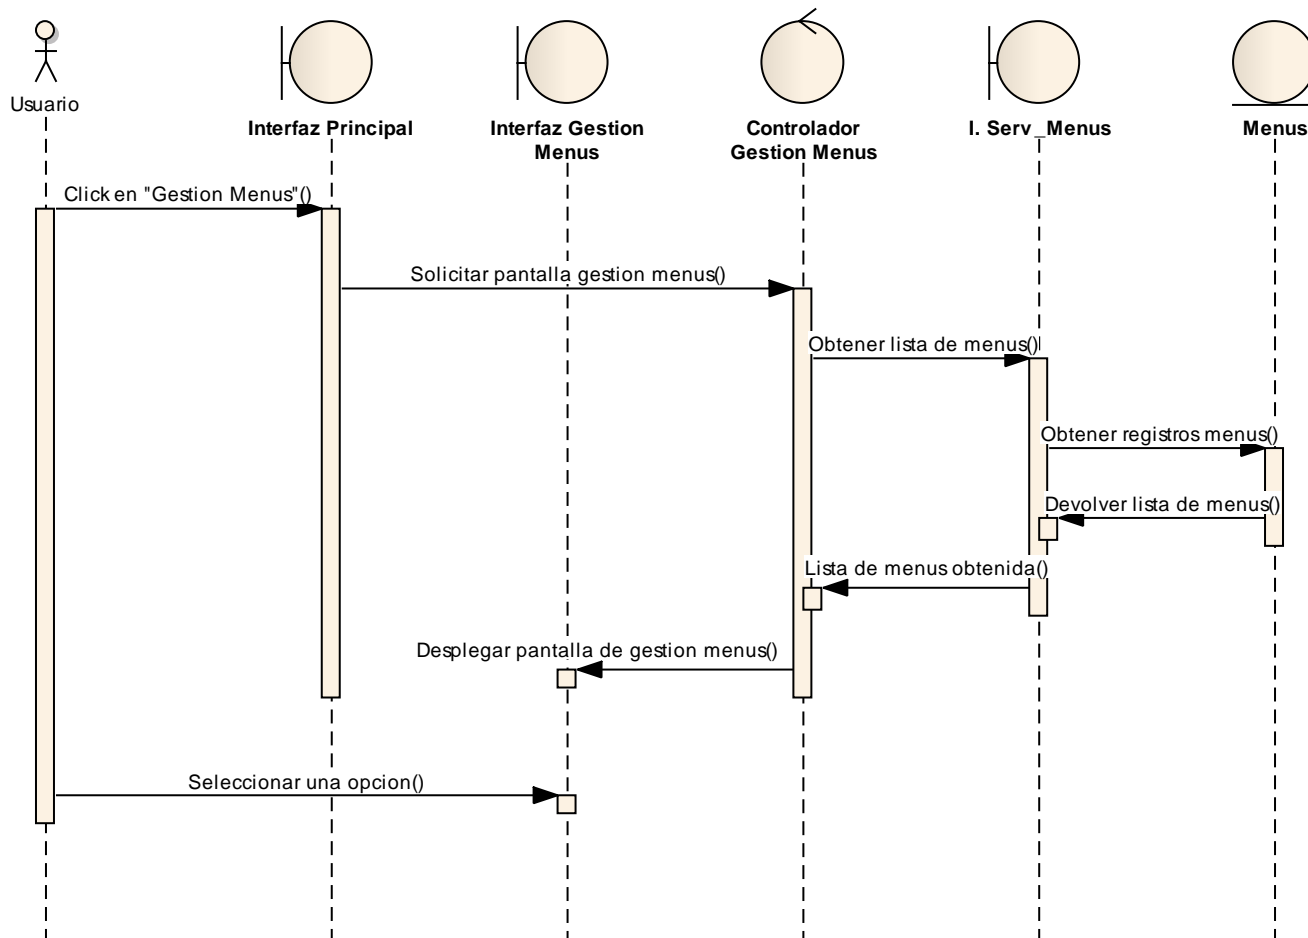 Usuario
Interfaz Principal
Interfaz Gestion
Menus
Controlador
Gestion Menus
I. Serv_Menus
Menus
Click en "Gestion Menus"()
Solicitar pantalla gestion menus()
Obtener lista de menus()
Obtener registros menus()
Devolver lista de menus()
Lista de menus obtenida()
Desplegar pantalla de gestion menus()
Seleccionar una opcion()